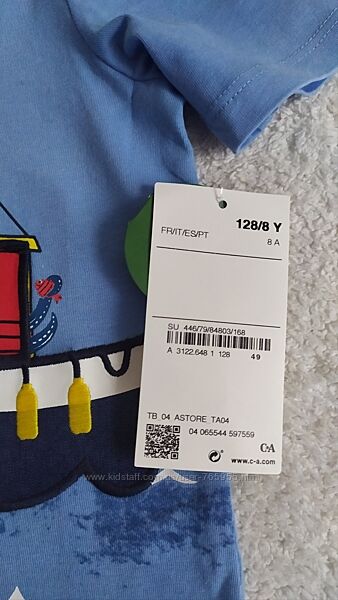 128/8 Y
FR/IT/ES/PT
8 A
SU 446/79/84803/168
A 3122.648 1 128 49
TB 04 ASTORE TA04
04 065544 597559
C&A
www.c-a.com